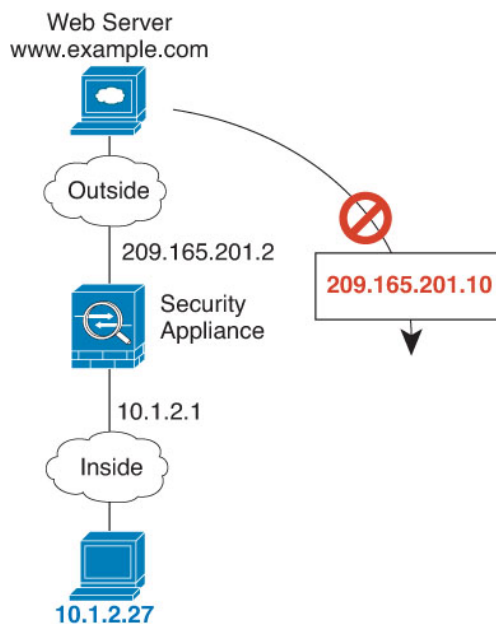 Web Server
www.example.com
Outside
209.165.201.2
209.165.201.10
Security
Appliance
10.1.2.1
Inside
10.1.2.27